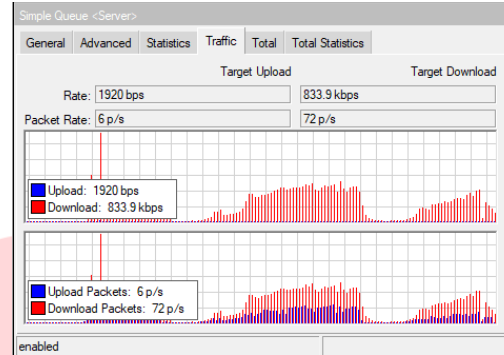 Simple Queue <Server>
General Advanced Statistics Traffic Total Total Statistics
Target Upload Target Download
Rate: 1920 bps 833.9 kbps
Packet Rate: 6 p/s 72 p/s
Upload: 1920 bps
Download: 833.9 kbps
Upload Packets: 6 p/s
Download Packets: 72 p/s
enabled